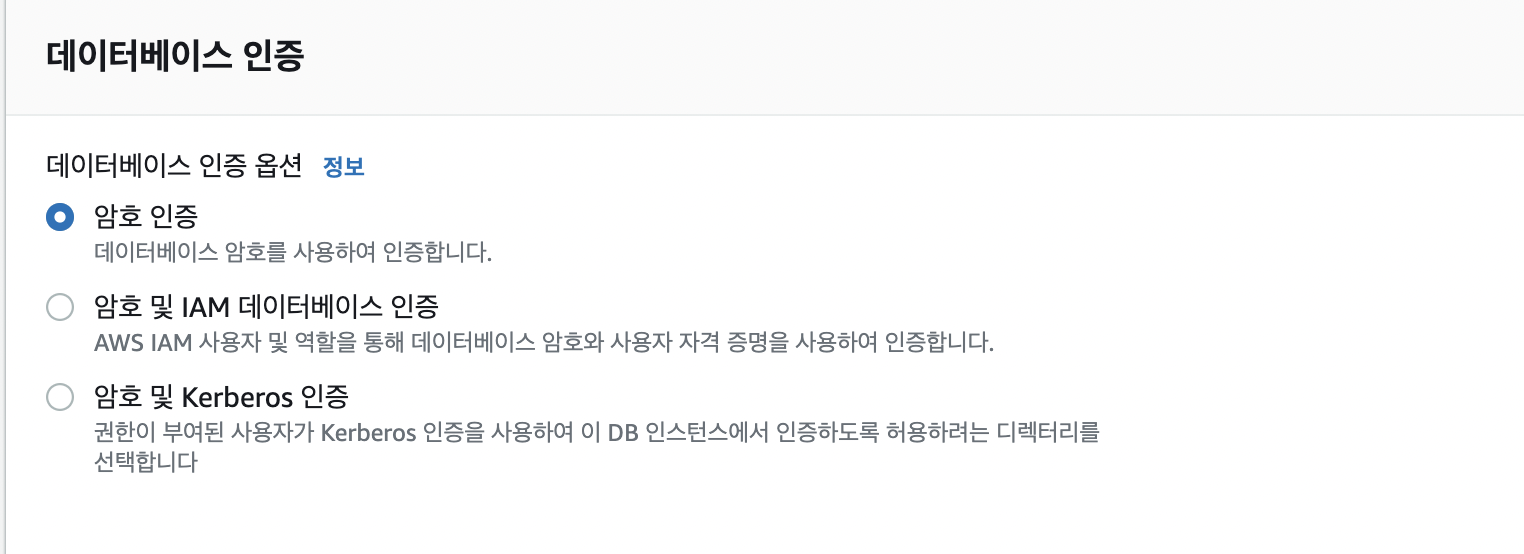 데이터베이스 인증
데이터베이스 인증 옵션 정보
암호 인증
데이터베이스 암호를 사용하여 인증합니다.
암호 및 IAM 데이터베이스 인증
AWS IAM 사용자 및 역할을 통해 데이터베이스 암호와 사용자 자격 증명을 사용하여 인증합니다.
암호 및 Kerberos 인증
권한이 부여된 사용자가 Kerberos 인증을 사용하여 이 DB 인스턴스에서 인증하도록 허용하려는 디렉터리를
선택합니다